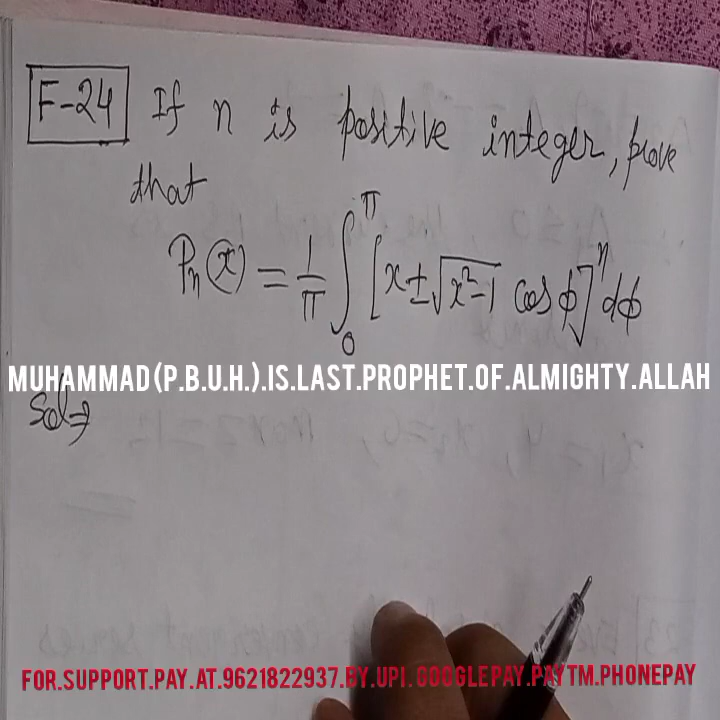 F-24 If n is positive integer, prove
that
Pn(x) = 1/π ∫₀^π [x ± √(x²-1) cos φ]ⁿ dφ
MUHAMMAD(P.B.U.H.).IS.LAST.PROPHET.OF.ALMIGHTY.ALLAH
Sol→
FOR.SUPPORT.PAY.AT.9621822937.BY.UPI.GOOGLEPAY.PAYTM.PHONEPAY